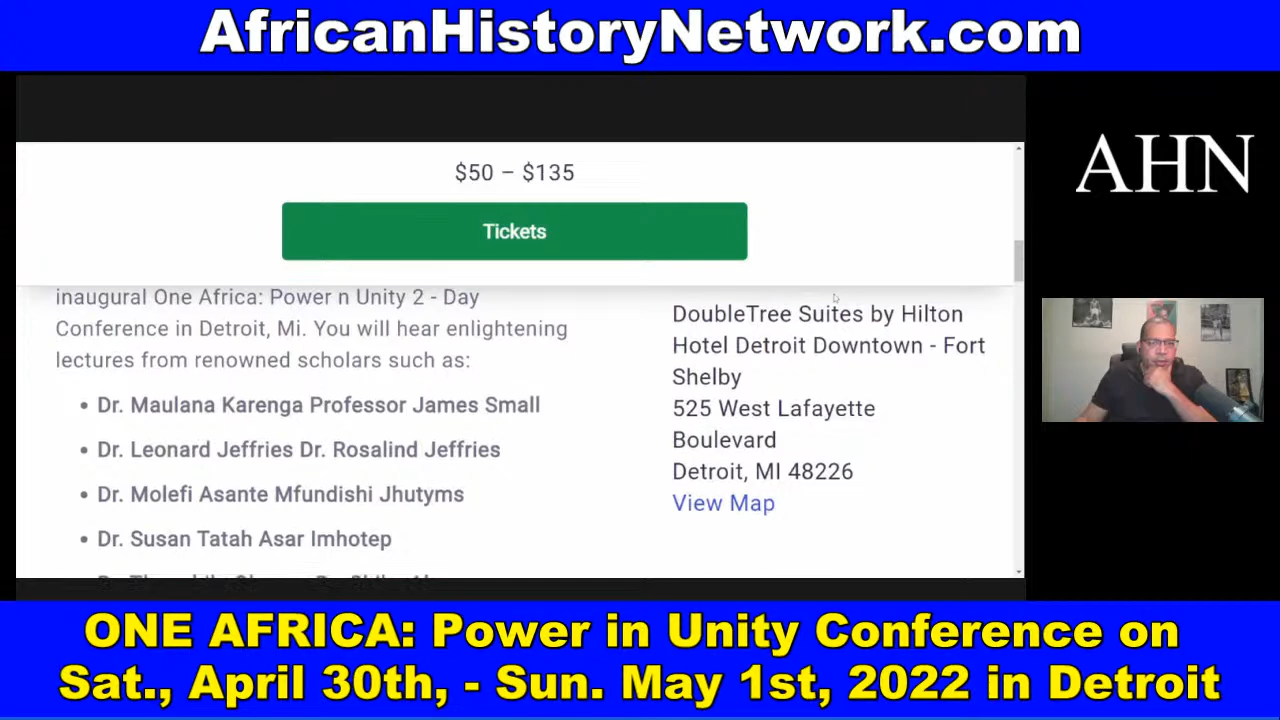 AfricanHistoryNetwork.com
AHN
$50 – $135
Tickets
inaugural One Africa: Power n Unity 2 - Day
Conference in Detroit, Mi. You will hear enlightening
lectures from renowned scholars such as:
• Dr. Maulana Karenga Professor James Small
• Dr. Leonard Jeffries Dr. Rosalind Jeffries
• Dr. Molefi Asante Mfundishi Jhutyms
• Dr. Susan Tatah Asar Imhotep
DoubleTree Suites by Hilton
Hotel Detroit Downtown - Fort
Shelby
525 West Lafayette
Boulevard
Detroit, MI 48226
View Map
ONE AFRICA: Power in Unity Conference on
Sat., April 30th, - Sun. May 1st, 2022 in Detroit